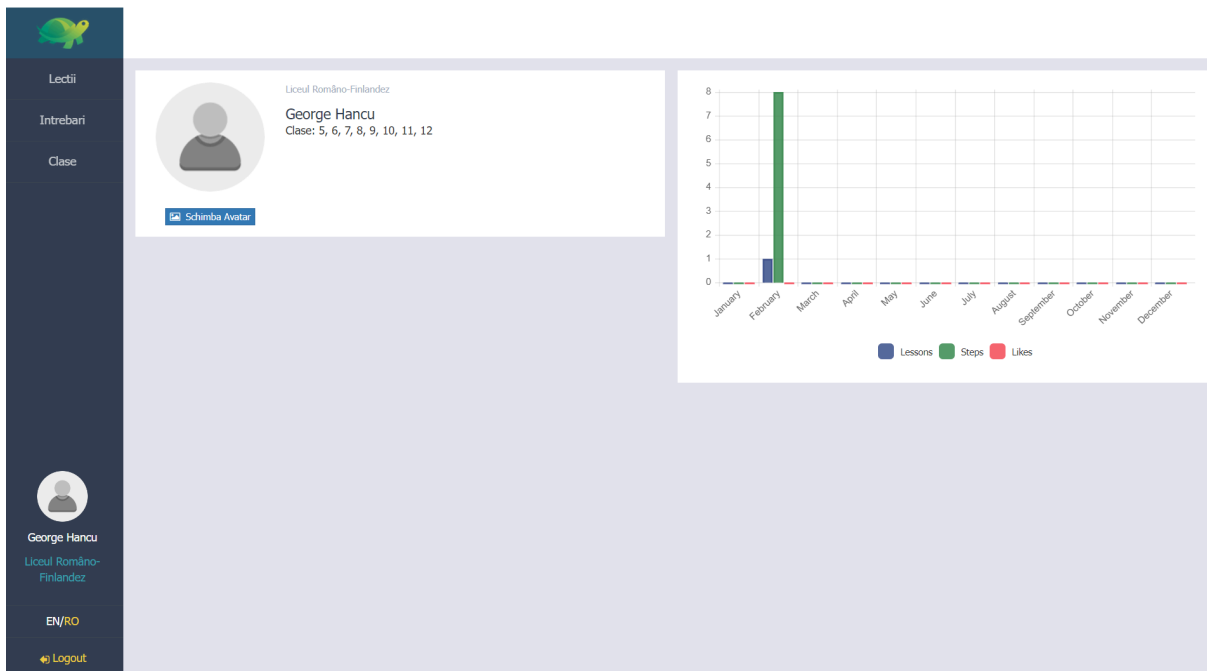 Lectii
Intrebari
Clase
George Hancu
Liceul Româno-
Finlandez
EN/RO
Logout
Liceul Româno-Finlandez
George Hancu
Clase: 5, 6, 7, 8, 9, 10, 11, 12
Schimba Avatar
8
7
6
5
4
3
2
1
0
January February March April May June July August September October November December
Lessons Steps Likes